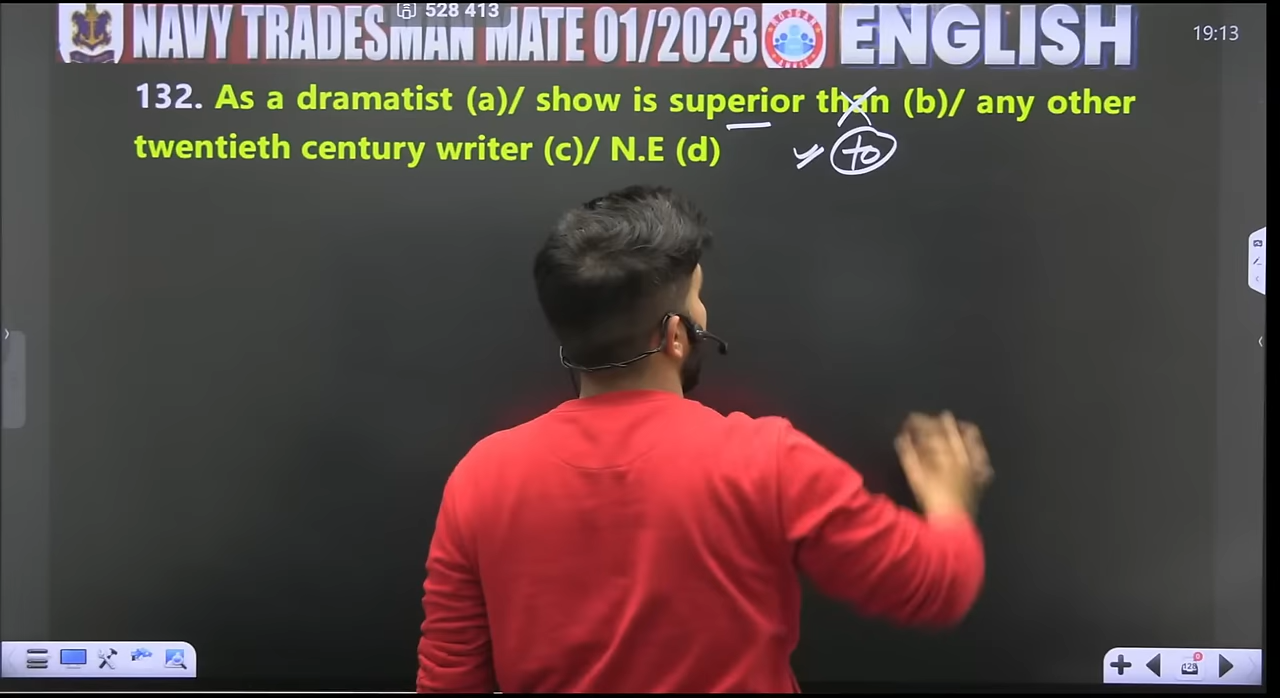 528 413
NAVY TRADESMAN MATE 01/2023 ENGLISH
19:13
132. As a dramatist (a)/ show is superior than (b)/ any other
twentieth century writer (c)/ N.E (d)
to
128